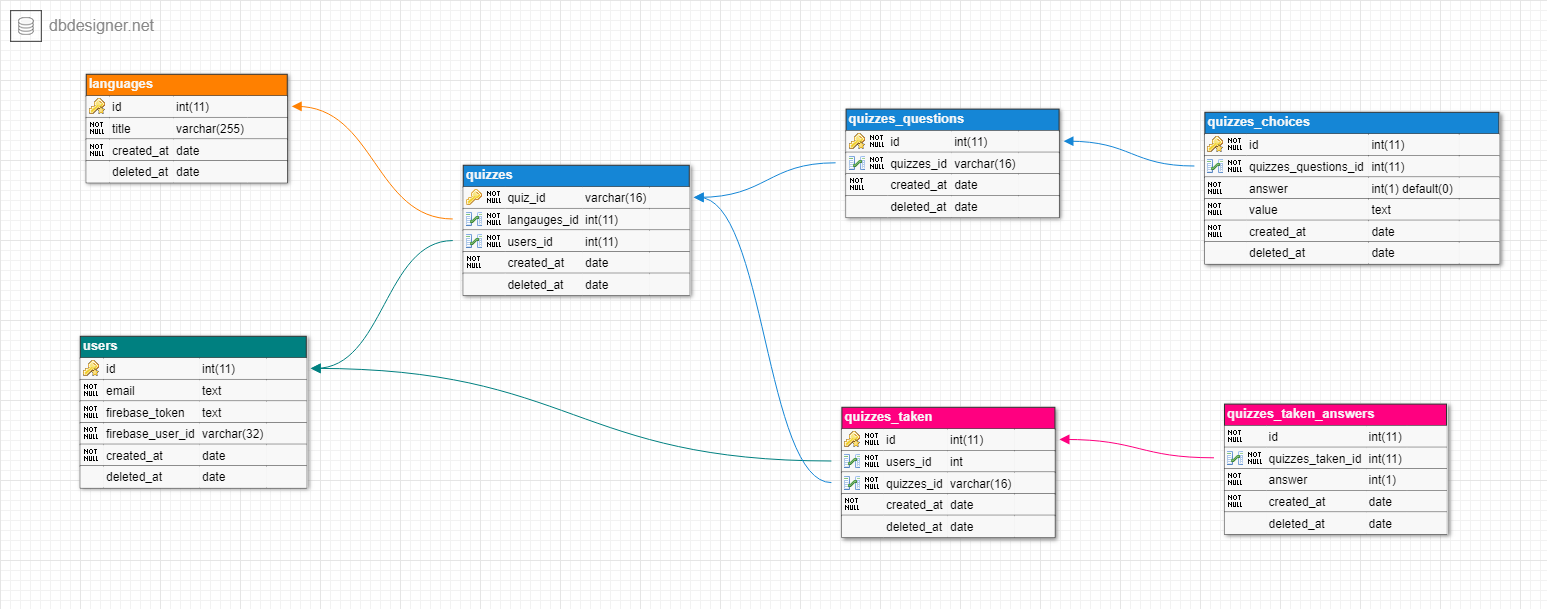 dbdesigner.net
languages
id int(11)
NOT NULL title varchar(255)
NOT NULL created_at date
deleted_at date
quizzes
NOT NULL quiz_id varchar(16)
NOT NULL langauges_id int(11)
NOT NULL users_id int(11)
NOT NULL created_at date
deleted_at date
users
id int(11)
NOT NULL email text
NOT NULL firebase_token text
NOT NULL firebase_user_id varchar(32)
NOT NULL created_at date
deleted_at date
quizzes_questions
NOT NULL id int(11)
NOT NULL quizzes_id varchar(16)
NOT NULL created_at date
deleted_at date
quizzes_choices
NOT NULL id int(11)
NOT NULL quizzes_questions_id int(11)
NOT NULL answer int(1) default(0)
NOT NULL value text
NOT NULL created_at date
deleted_at date
quizzes_taken
NOT NULL id int(11)
NOT NULL users_id int
NOT NULL quizzes_id varchar(16)
NOT NULL created_at date
deleted_at date
quizzes_taken_answers
NOT NULL id int(11)
NOT NULL quizzes_taken_id int(11)
NOT NULL answer int(1)
NOT NULL created_at date
deleted_at date